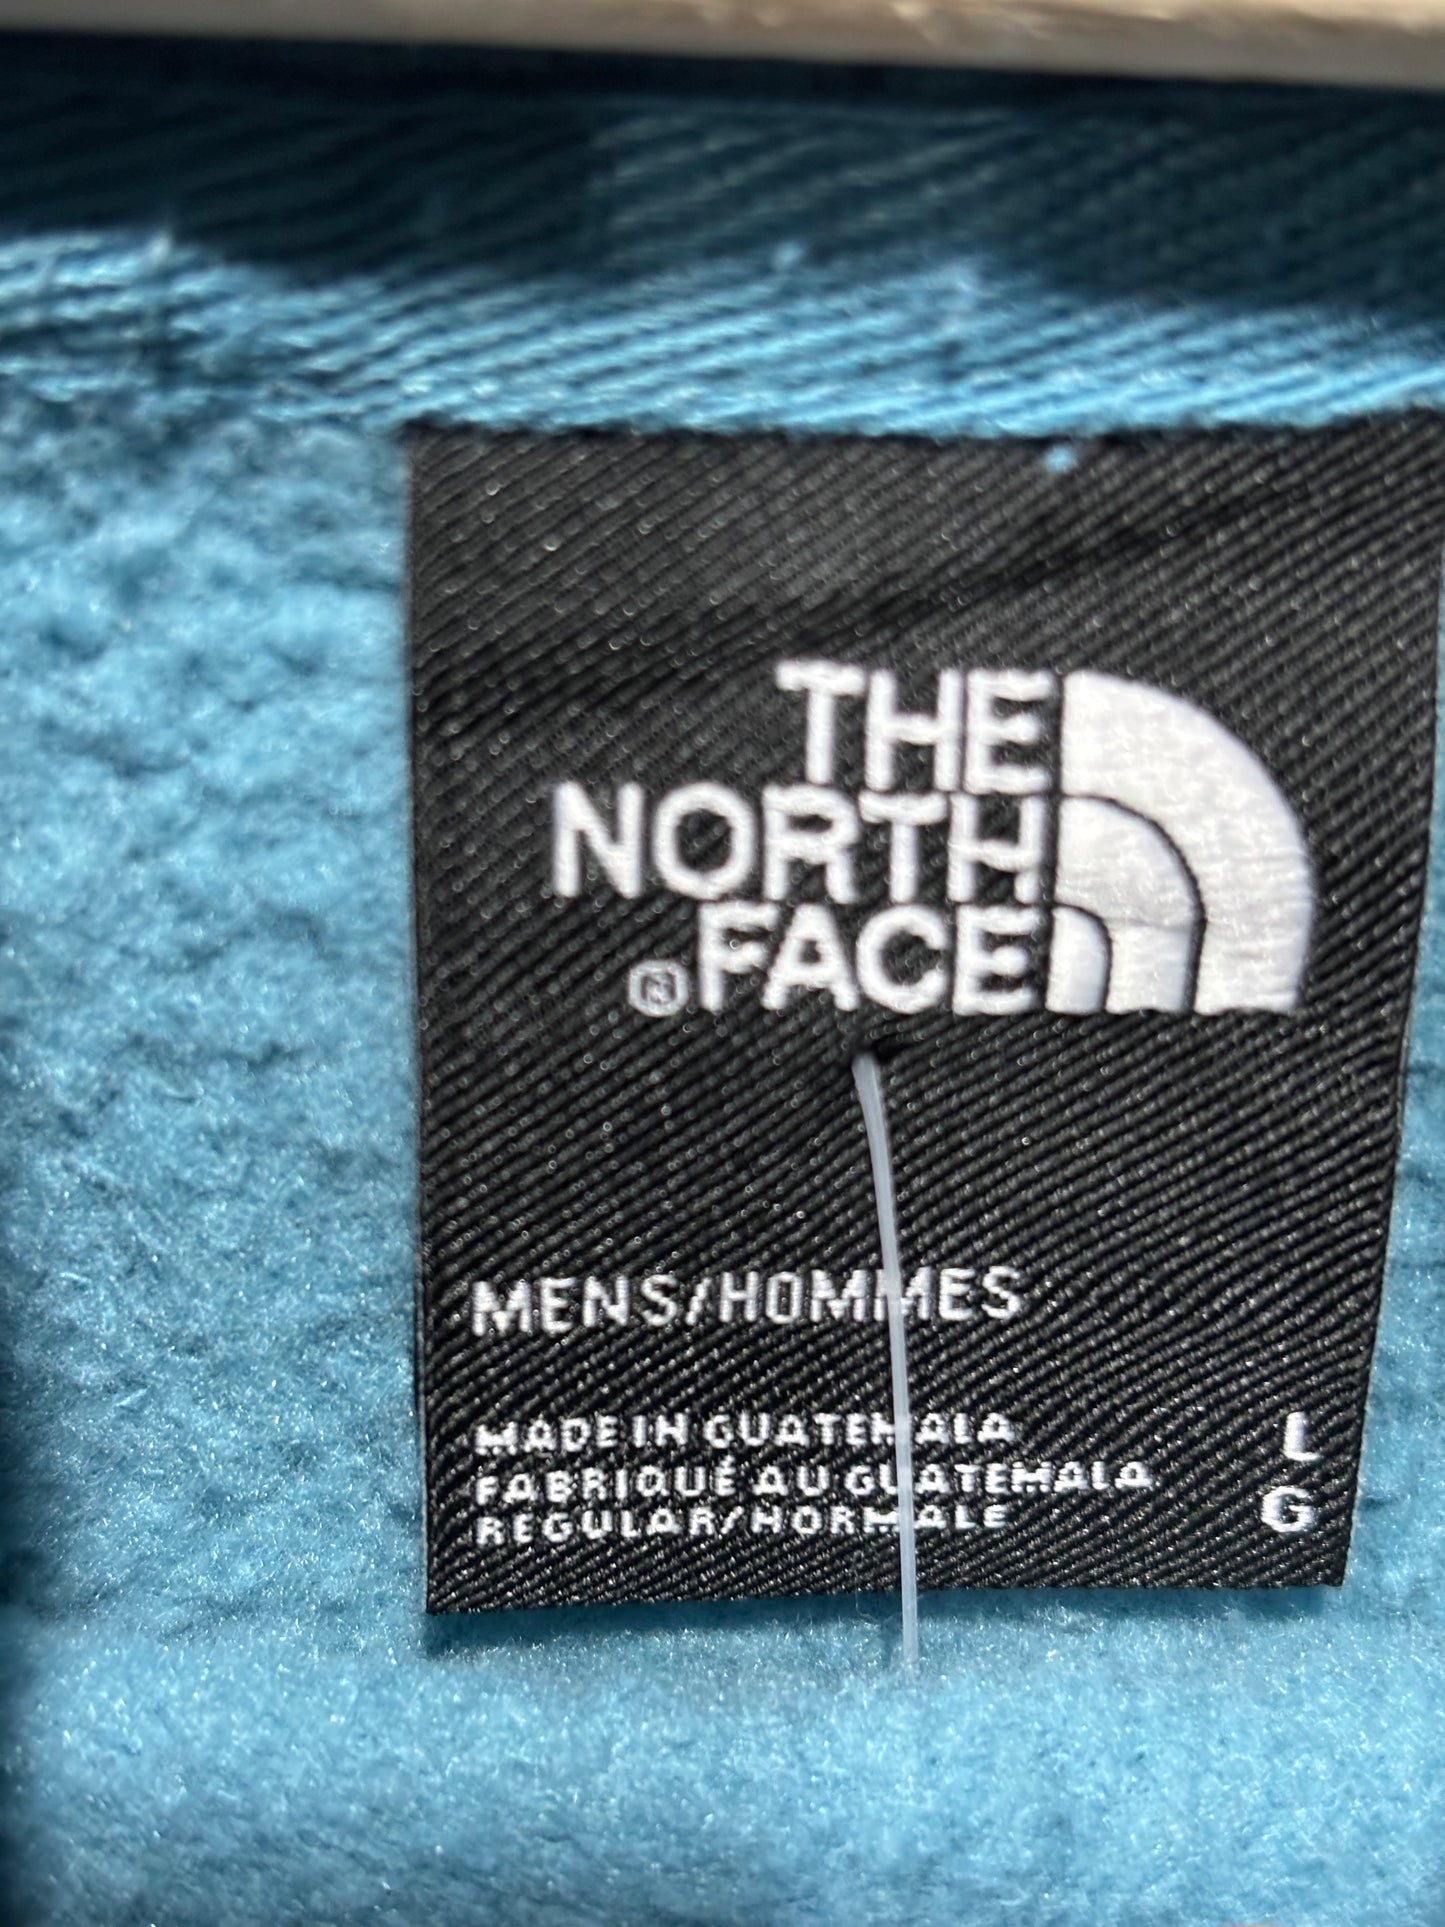 THE
NORTH
FACE
MENS/HOMMES
MADE IN GUATEMALA L
FABRIQUÉ AU GUATEMALA G
REGULAR/NORMALE